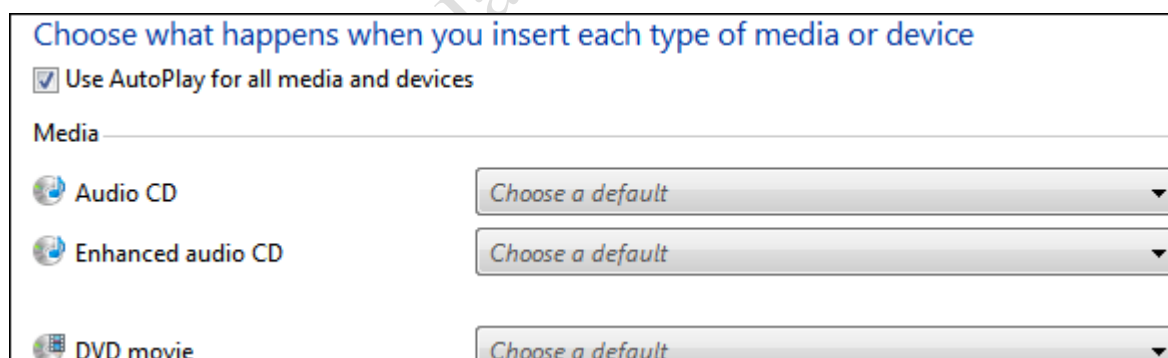 Choose what happens when you insert each type of media or device
Use AutoPlay for all media and devices
Media
Audio CD Choose a default
Enhanced audio CD Choose a default
DVD movie Choose a default